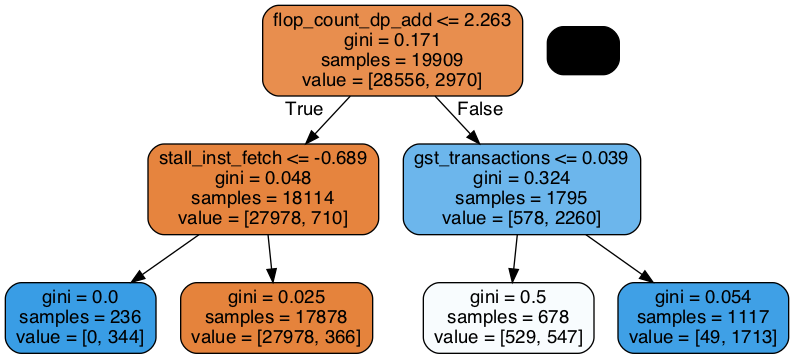 flop_count_dp_add <= 2.263
gini = 0.171
samples = 19909
value = [28556, 2970]
True
False
stall_inst_fetch <= -0.689
gini = 0.048
samples = 18114
value = [27978, 710]
gst_transactions <= 0.039
gini = 0.324
samples = 1795
value = [578, 2260]
gini = 0.0
samples = 236
value = [0, 344]
gini = 0.025
samples = 17878
value = [27978, 366]
gini = 0.5
samples = 678
value = [529, 547]
gini = 0.054
samples = 1117
value = [49, 1713]